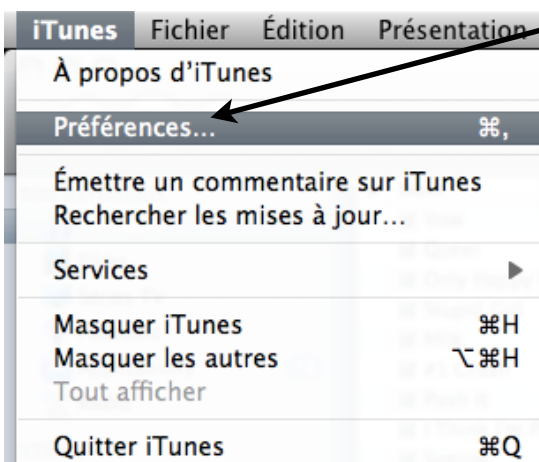 iTunes Fichier Édition Présentation
À propos d’iTunes
Préférences... ⌘,
Émettre un commentaire sur iTunes
Rechercher les mises à jour...
Services ▶
Masquer iTunes ⌘H
Masquer les autres ⌥⌘H
Tout afficher
Quitter iTunes ⌘Q